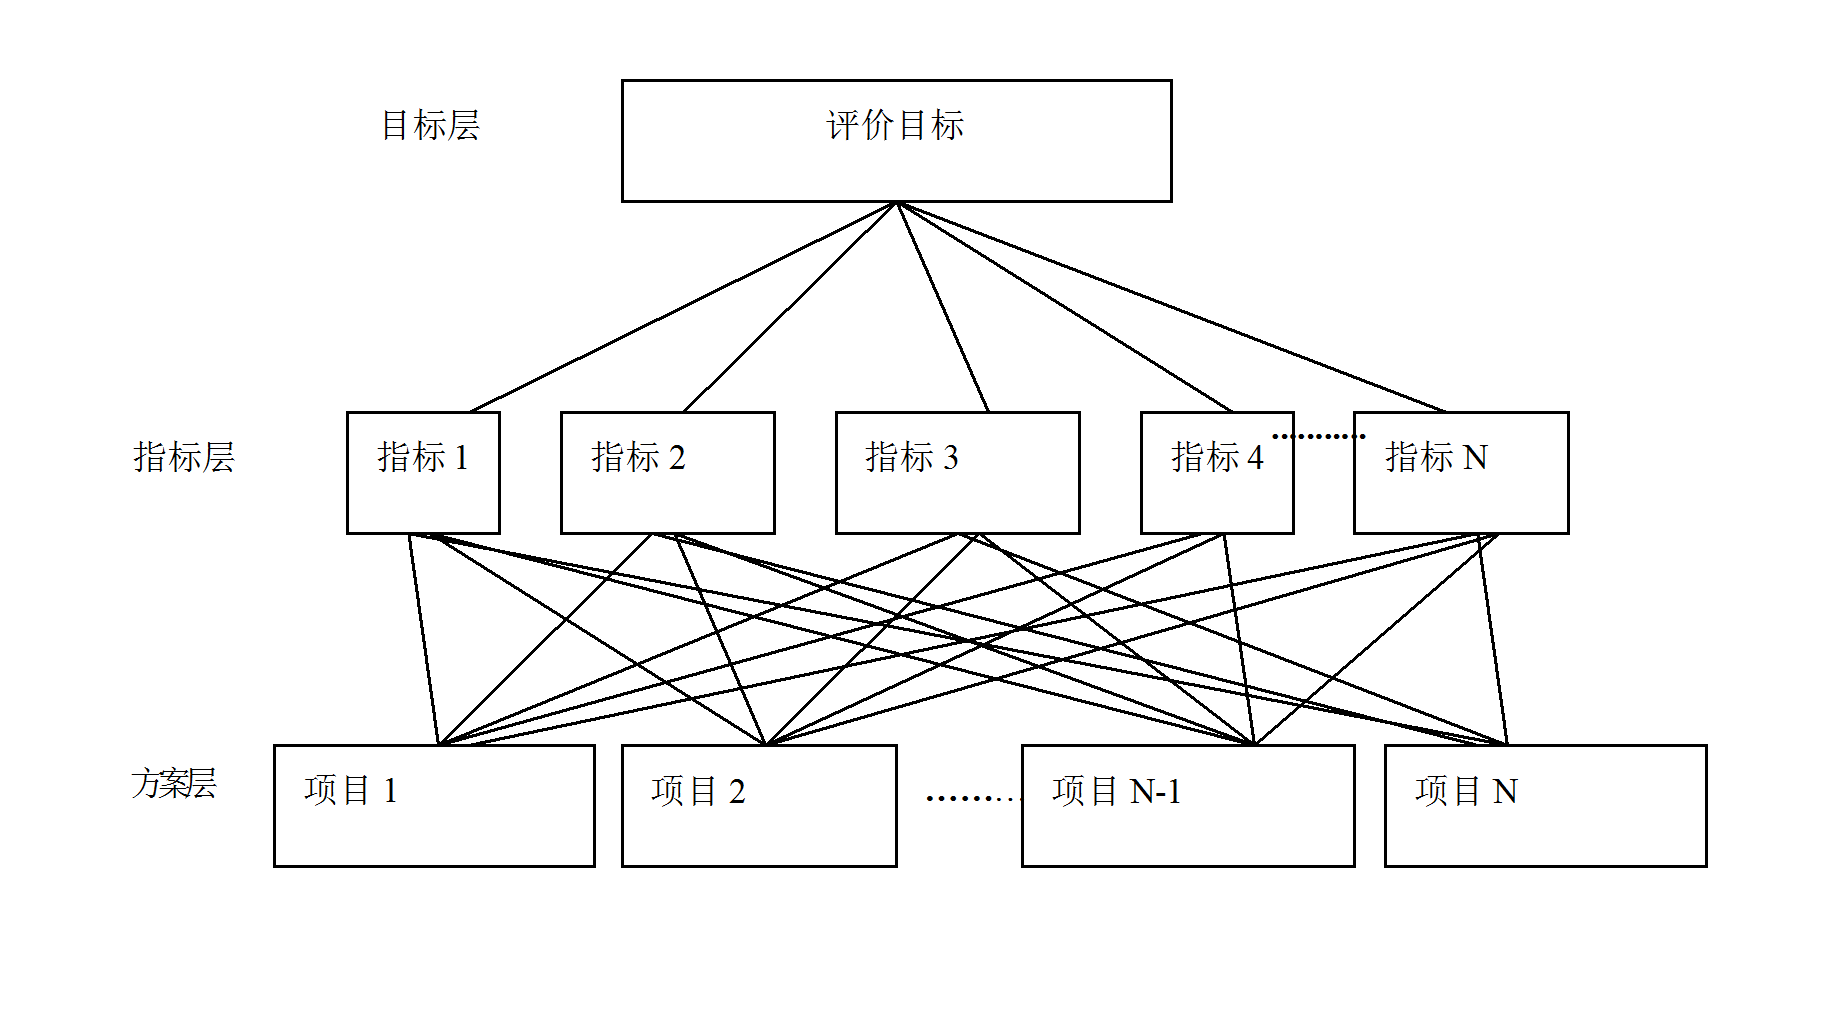 目标层
评价目标
指标层
指标 1
指标 2
指标 3
指标 4
...........
指标 N
方案层
项目 1
项目 2
.........
项目 N-1
项目 N